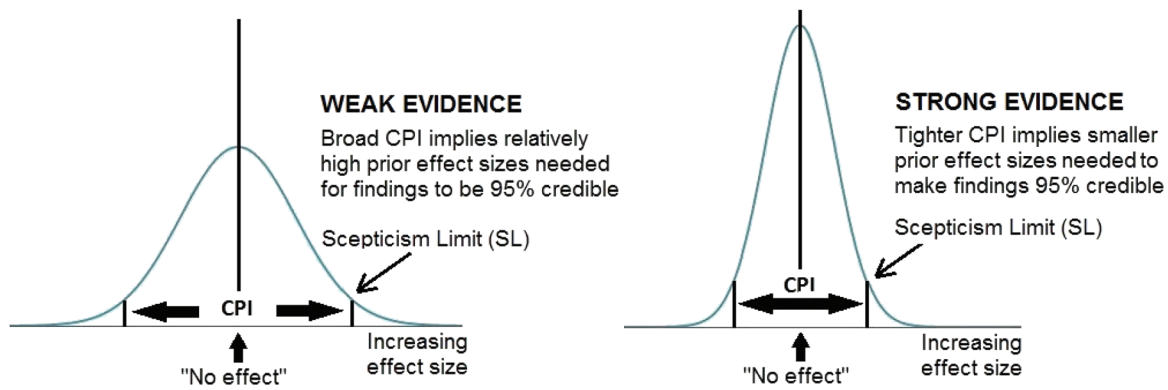 WEAK EVIDENCE
Broad CPI implies relatively
high prior effect sizes needed
for findings to be 95% credible
Scepticism Limit (SL)
CPI
Increasing
effect size
"No effect"
STRONG EVIDENCE
Tighter CPI implies smaller
prior effect sizes needed to
make findings 95% credible
Scepticism Limit (SL)
CPI
Increasing
effect size
"No effect"